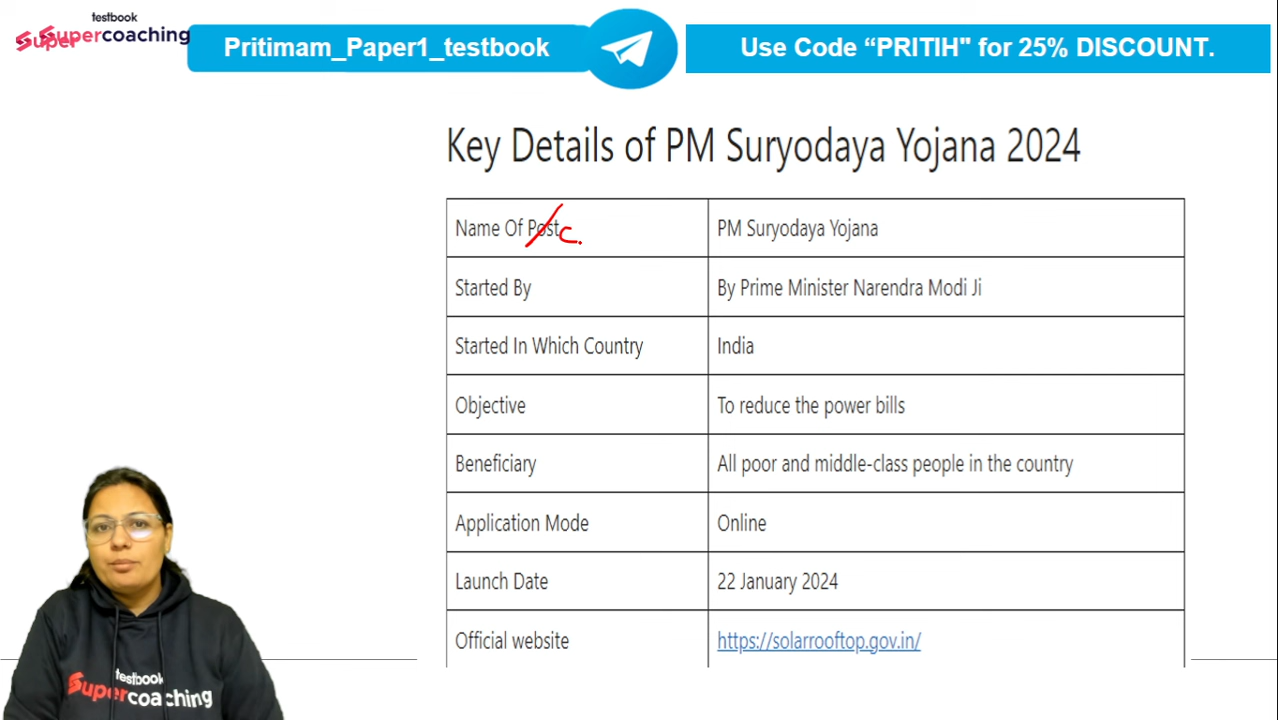 testbook
Supercoaching
Super
Pritimam_Paper1_testbook
Use Code “PRITIH" for 25% DISCOUNT.
Key Details of PM Suryodaya Yojana 2024
Name Of Post PM Suryodaya Yojana
c.
Started By By Prime Minister Narendra Modi Ji
Started In Which Country India
Objective To reduce the power bills
Beneficiary All poor and middle-class people in the country
Application Mode Online
Launch Date 22 January 2024
Official website https://solarrooftop.gov.in/
testbook
Supercoaching